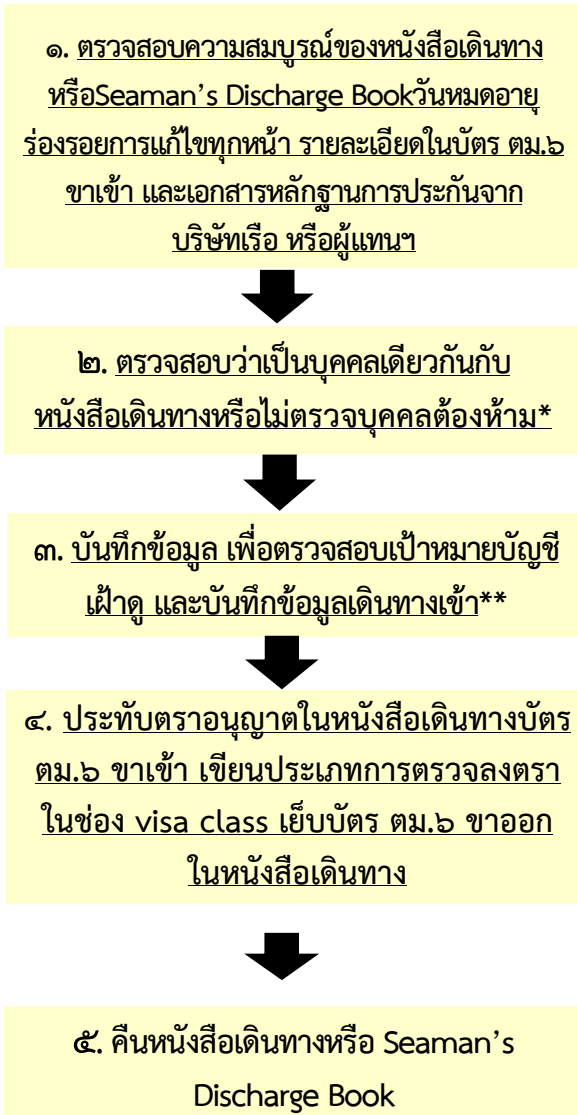 ๑. ตรวจสอบความสมบูรณ์ของหนังสือเดินทาง
หรือSeaman’s Discharge Bookวันหมดอายุ
ร่องรอยการแก้ไขทุกหน้า รายละเอียดในบัตร ตม.๖
ขาเข้า และเอกสารหลักฐานการประกันจาก
บริษัทเรือ หรือผู้แทนฯ
๒. ตรวจสอบว่าเป็นบุคคลเดียวกันกับ
หนังสือเดินทางหรือไม่ตรวจบุคคลต้องห้าม*
๓. บันทึกข้อมูล เพื่อตรวจสอบเป้าหมายบัญชี
เฝ้าดู และบันทึกข้อมูลเดินทางเข้า**
๔. ประทับตราอนุญาตในหนังสือเดินทางบัตร
ตม.๖ ขาเข้า เขียนประเภทการตรวจลงตรา
ในช่อง visa class เย็บบัตร ตม.๖ ขาออก
ในหนังสือเดินทาง
๕. คืนหนังสือเดินทางหรือ Seaman’s
Discharge Book